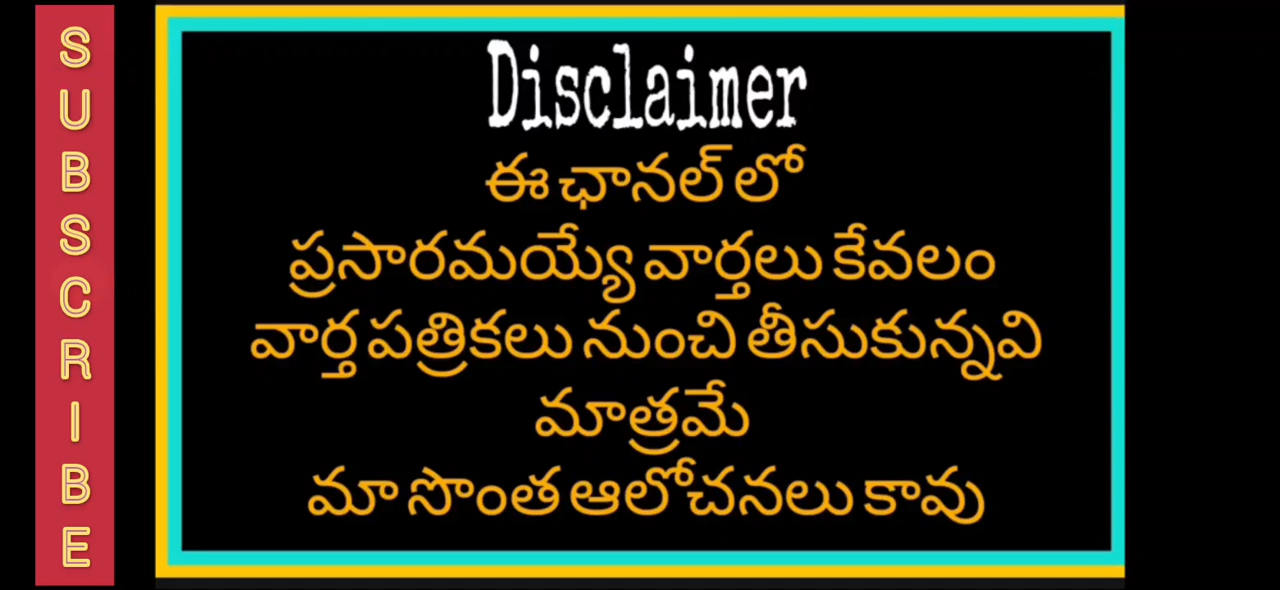 SUBSCRIBE
Disclaimer
ఈ ఛానల్ లో
ప్రసారమయ్యే వార్తలు కేవలం
వార్త పత్రికలు నుంచి తీసుకున్నవి
మాత్రమే
మా సొంత ఆలోచనలు కావు